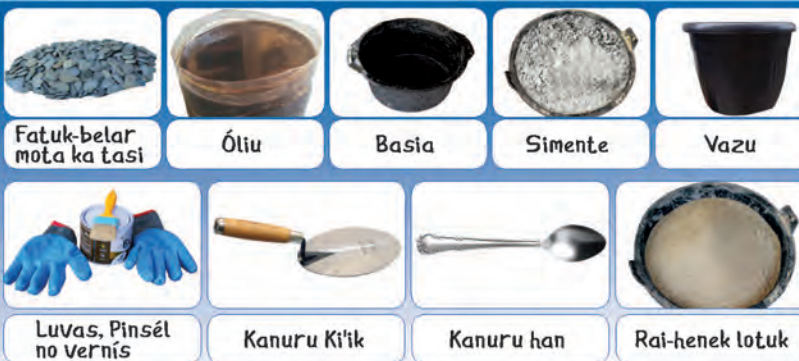 Fatuk-belar
mota ka tasi
Óliu
Basia
Simente
Vazu
Luvas, Pinsél
no vernís
Kanuru Ki'ik
Kanuru han
Rai-henek lotuk